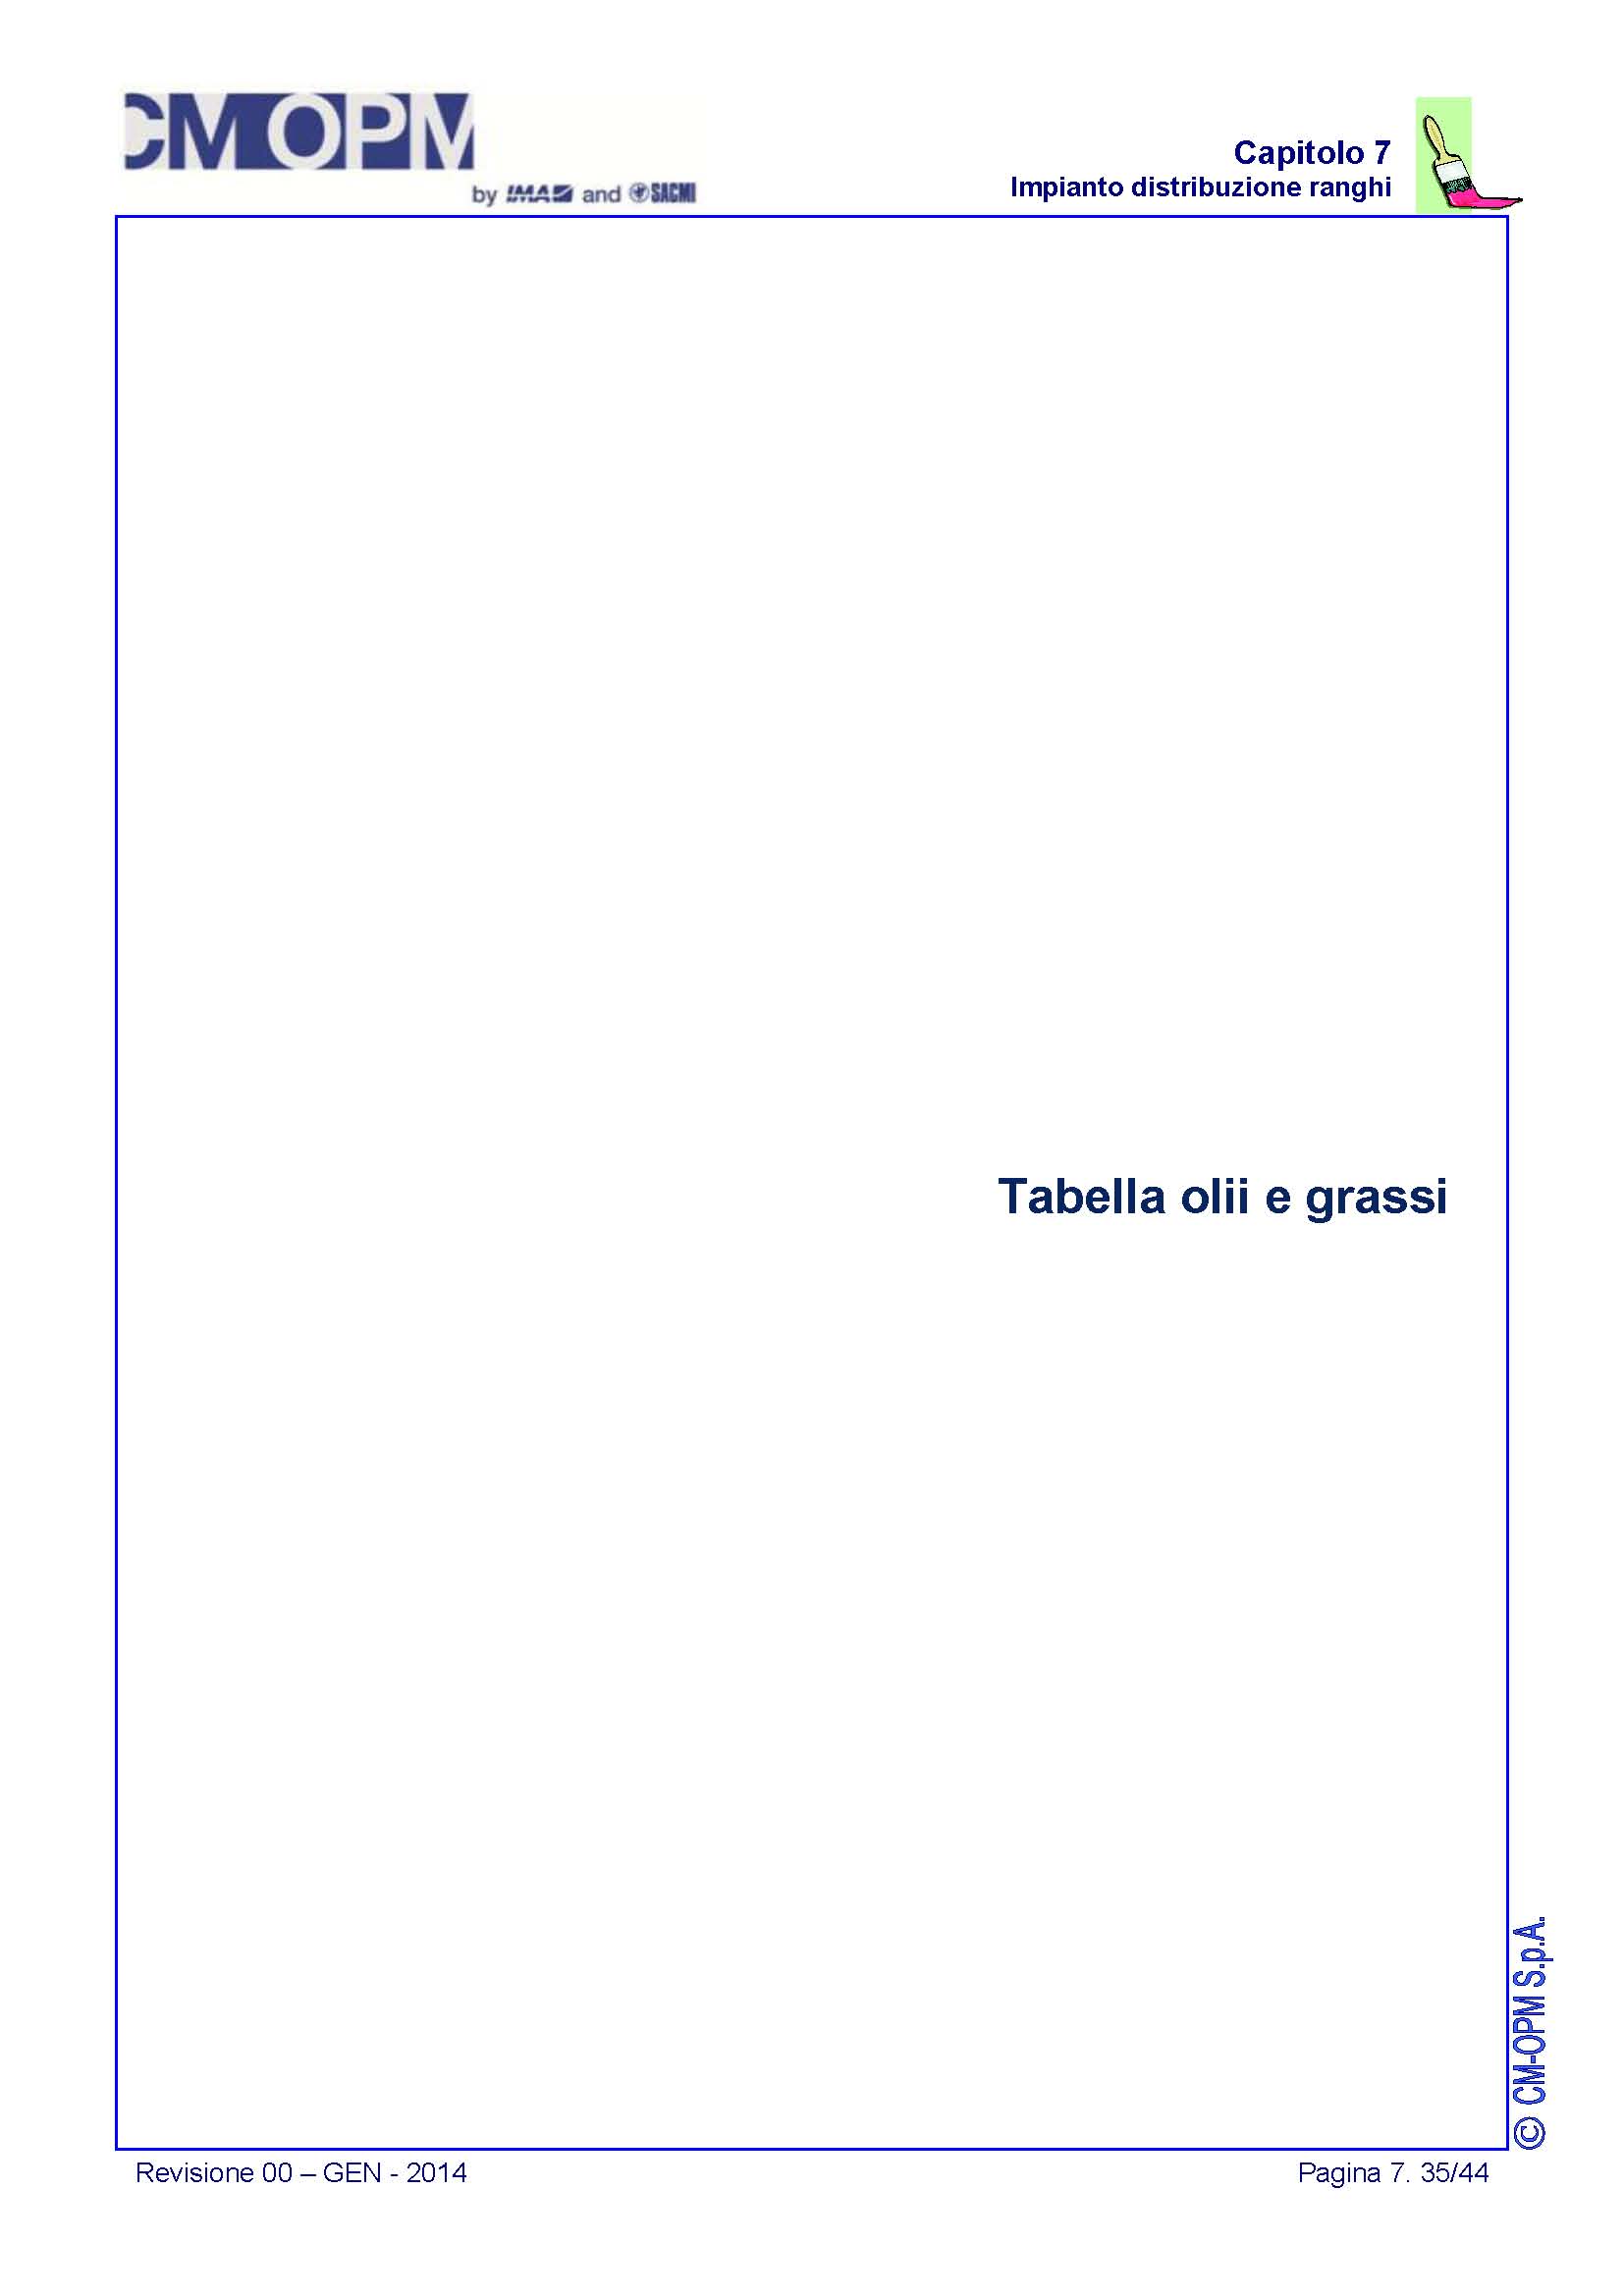 CM OPM
by IMA and SACMI
Capitolo 7
Impianto distribuzione ranghi
Tabella olii e grassi
© CM-OPM S.p.A.
Revisione 00 – GEN - 2014
Pagina 7. 35/44